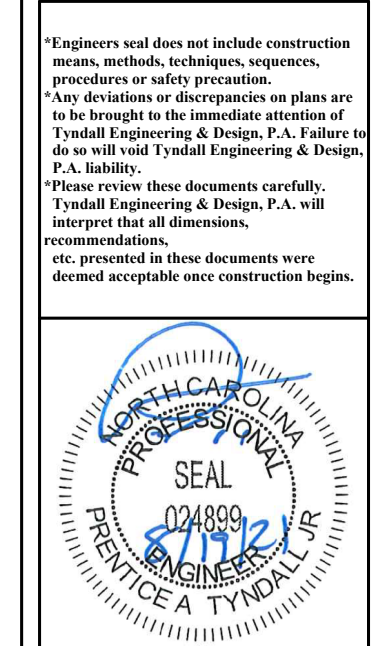 *Engineers seal does not include construction
means, methods, techniques, sequences,
procedures or safety precaution.
*Any deviations or discrepancies on plans are
to be brought to the immediate attention of
Tyndall Engineering & Design, P.A. Failure to
do so will void Tyndall Engineering & Design,
P.A. liability.
*Please review these documents carefully.
Tyndall Engineering & Design, P.A. will
interpret that all dimensions,
recommendations,
etc. presented in these documents were
deemed acceptable once construction begins.
NORTH CAROLINA
PROFESSIONAL
SEAL
024899
8/19/21
ENGINEER
PRENTICE A TYNDALL JR